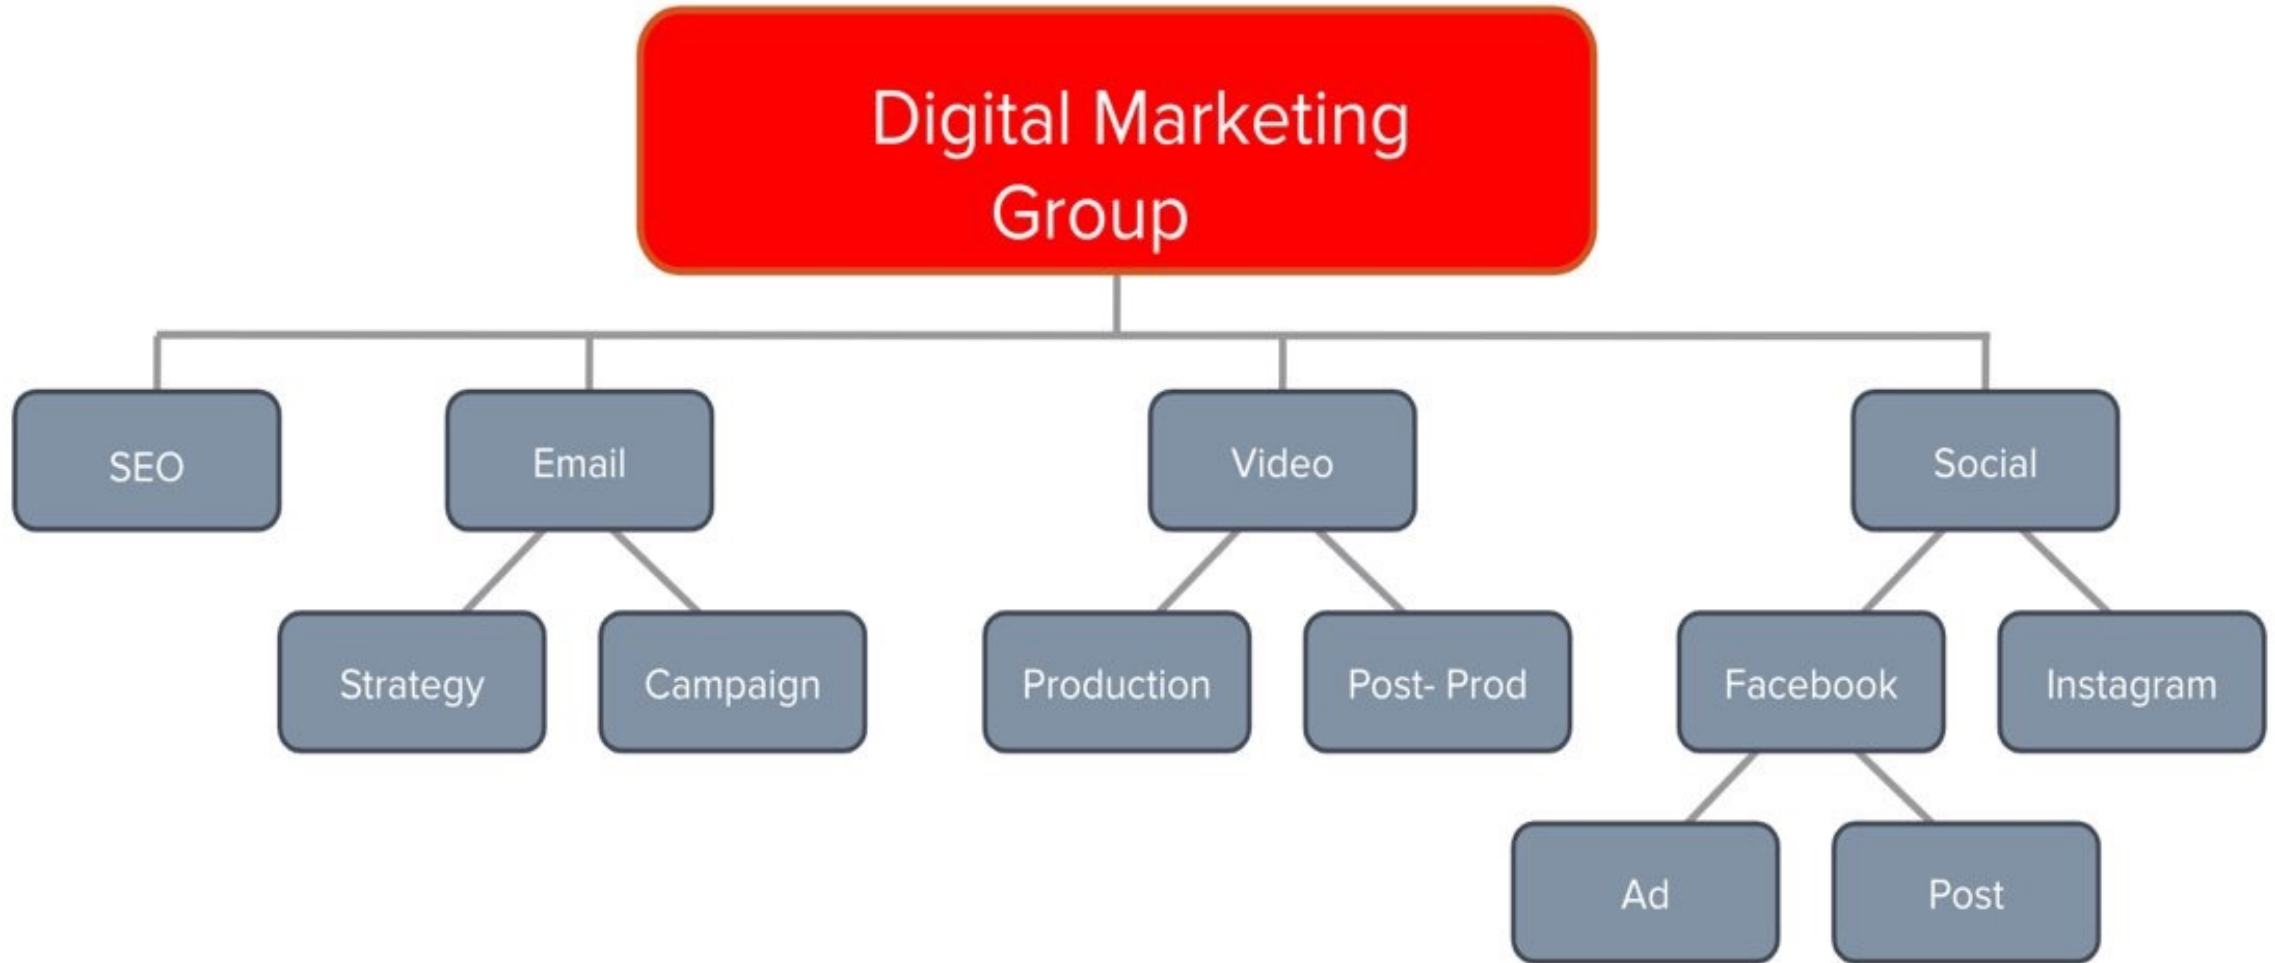 Digital Marketing
Group
SEO
Email
Video
Social
Strategy
Campaign
Production
Post- Prod
Facebook
Instagram
Ad
Post